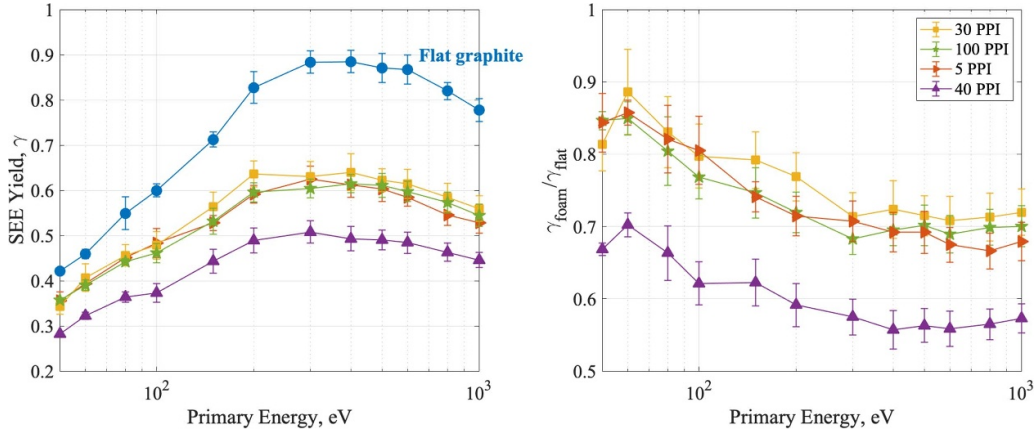 1
0.9
0.8
0.7
0.6
0.5
0.4
0.3
0.2
SEE Yield, γ
Flat graphite
10²
10³
Primary Energy, eV
1
0.9
0.8
0.7
0.6
0.5
γfoam/γflat
30 PPI
100 PPI
5 PPI
40 PPI
10²
10³
Primary Energy, eV